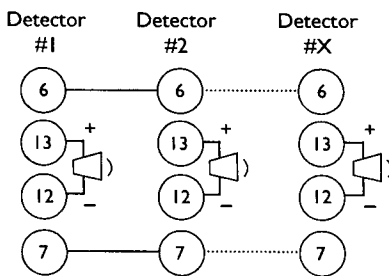 Detector Detector Detector
#1 #2 #X
6 6 6
13 + 13 + 13 +
12 – 12 – 12 –
7 7 7